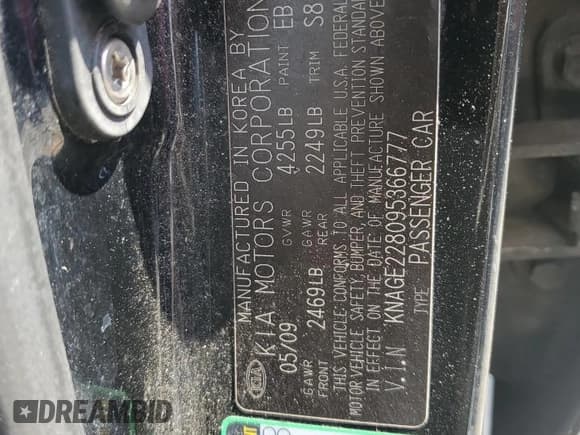 MANUFACTURED IN KOREA BY
KIA MOTORS CORPORATION
05/09 GVWR 4255LB PAINT EB
GAWR FRONT 2469LB GAWR REAR 2249LB TRIM S8
THIS VEHICLE CONFORMS TO ALL APPLICABLE U.S.A. FEDERAL
MOTOR VEHICLE SAFETY, BUMPER, AND THEFT PREVENTION STANDA
IN EFFECT ON THE DATE OF MANUFACTURE SHOWN ABOVE
V.I.N KNAGE228095366777
TYPE PASSENGER CAR
KIA
DREAMBID